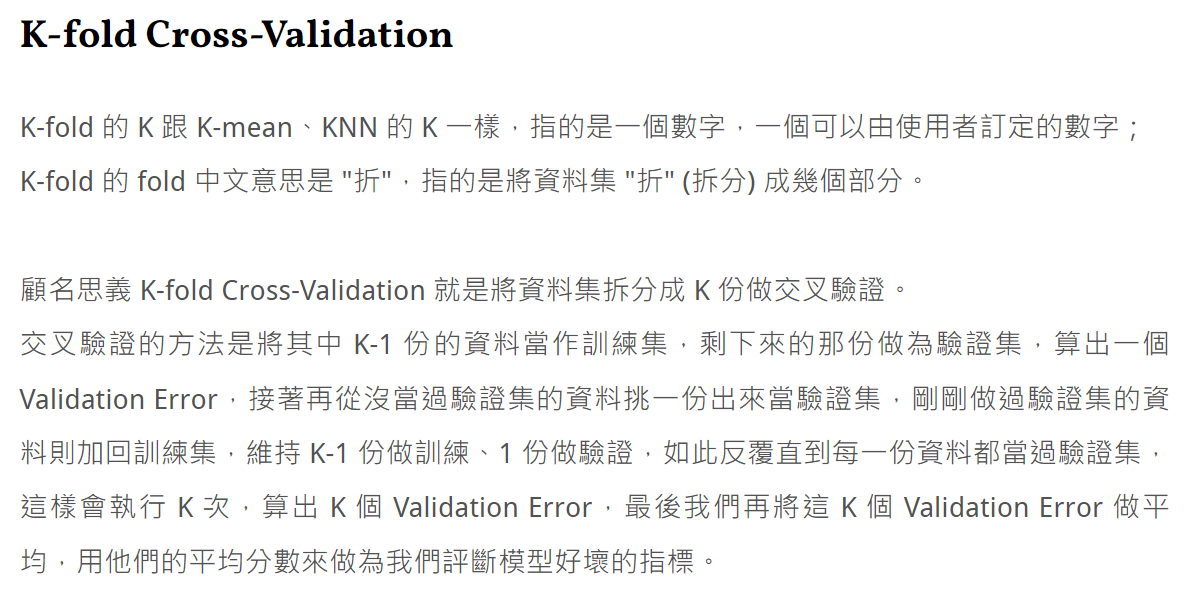 K-fold Cross-Validation
K-fold 的 K 跟 K-mean、KNN 的 K 一樣，指的是一個數字，一個可以由使用者訂定的數字；
K-fold 的 fold 中文意思是 "折"，指的是將資料集 "折" (拆分) 成幾個部分。
顧名思義 K-fold Cross-Validation 就是將資料集拆分成 K 份做交叉驗證。
交叉驗證的方法是將其中 K-1 份的資料當作訓練集，剩下來的那份做為驗證集，算出一個
Validation Error，接著再從沒當過驗證集的資料挑一份出來當驗證集，剛剛做過驗證集的資
料則加回訓練集，維持 K-1 份做訓練、1 份做驗證，如此反覆直到每一份資料都當過驗證集，
這樣會執行 K 次，算出 K 個 Validation Error，最後我們再將這 K 個 Validation Error 做平
均，用他們的平均分數來做為我們評斷模型好壞的指標。